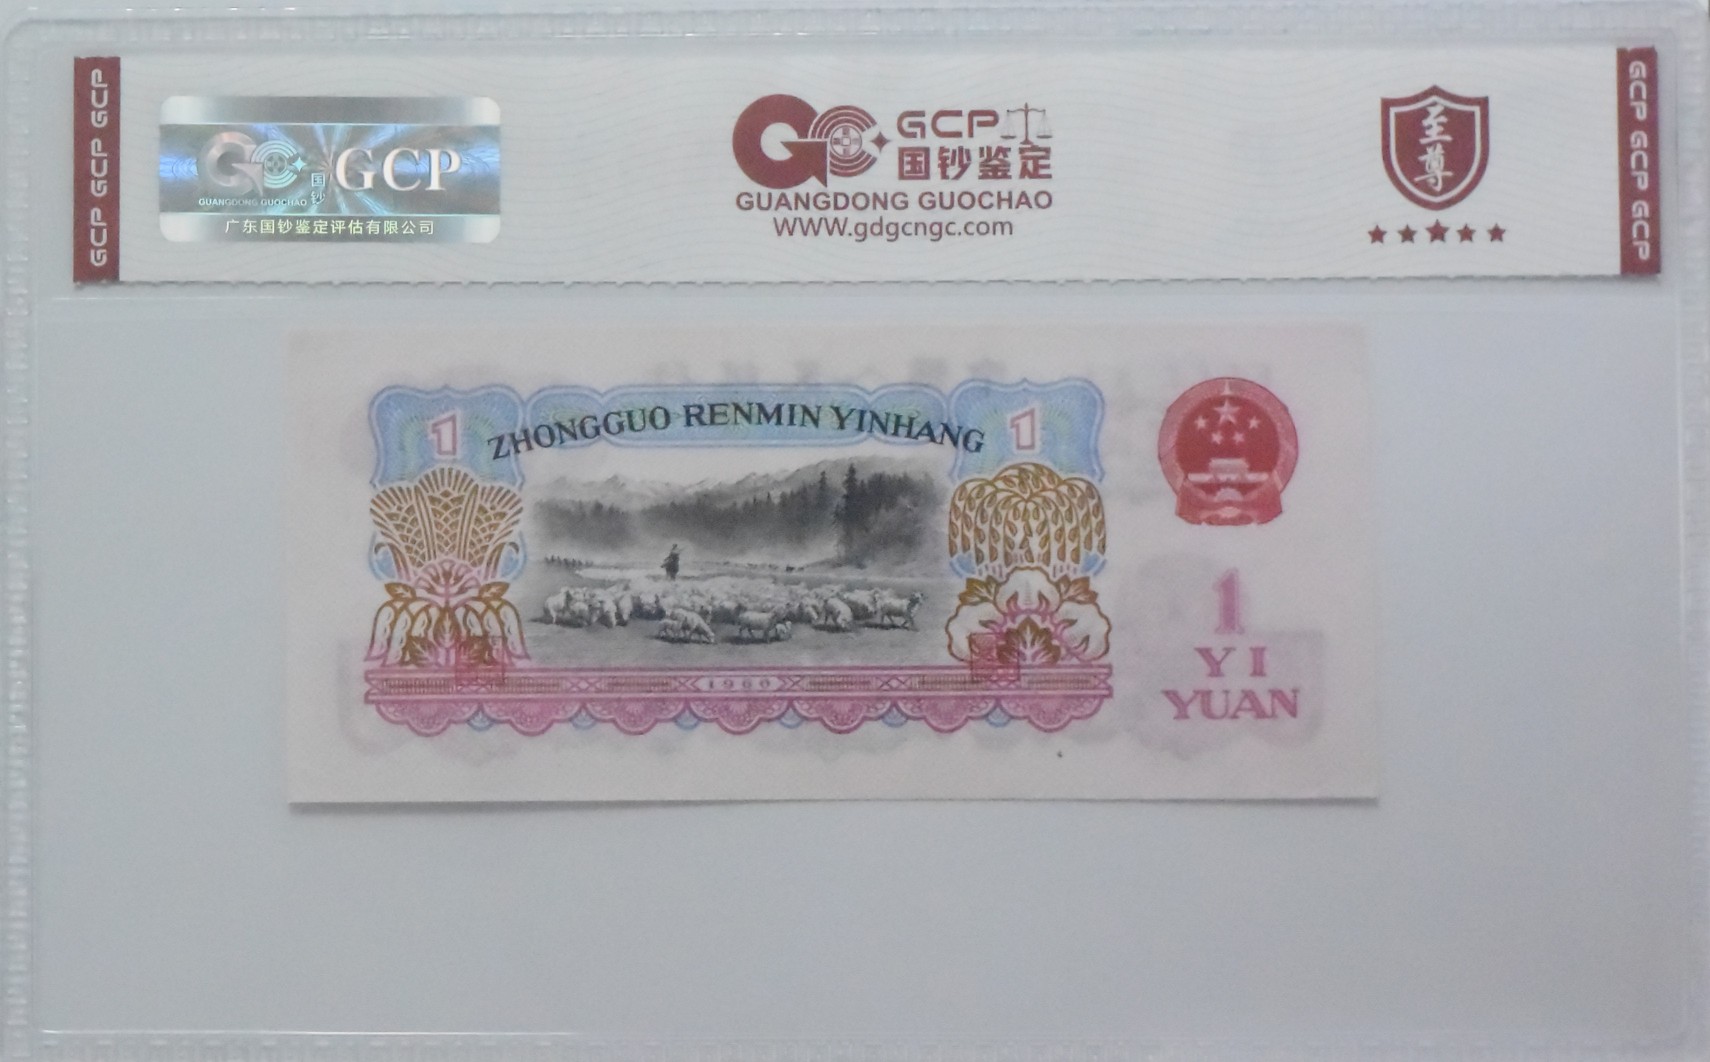 GCP GCP GCP
GCP
国
钞
GUANGDONG GUOCHAO
广东国钞鉴定评估有限公司
GCP
国钞鉴定
GUANGDONG GUOCHAO
WWW.gdgcngc.com
至
尊
GCP GCP GCP
1
ZHONGGUO RENMIN YINHANG
1
1
YI
YUAN
1960